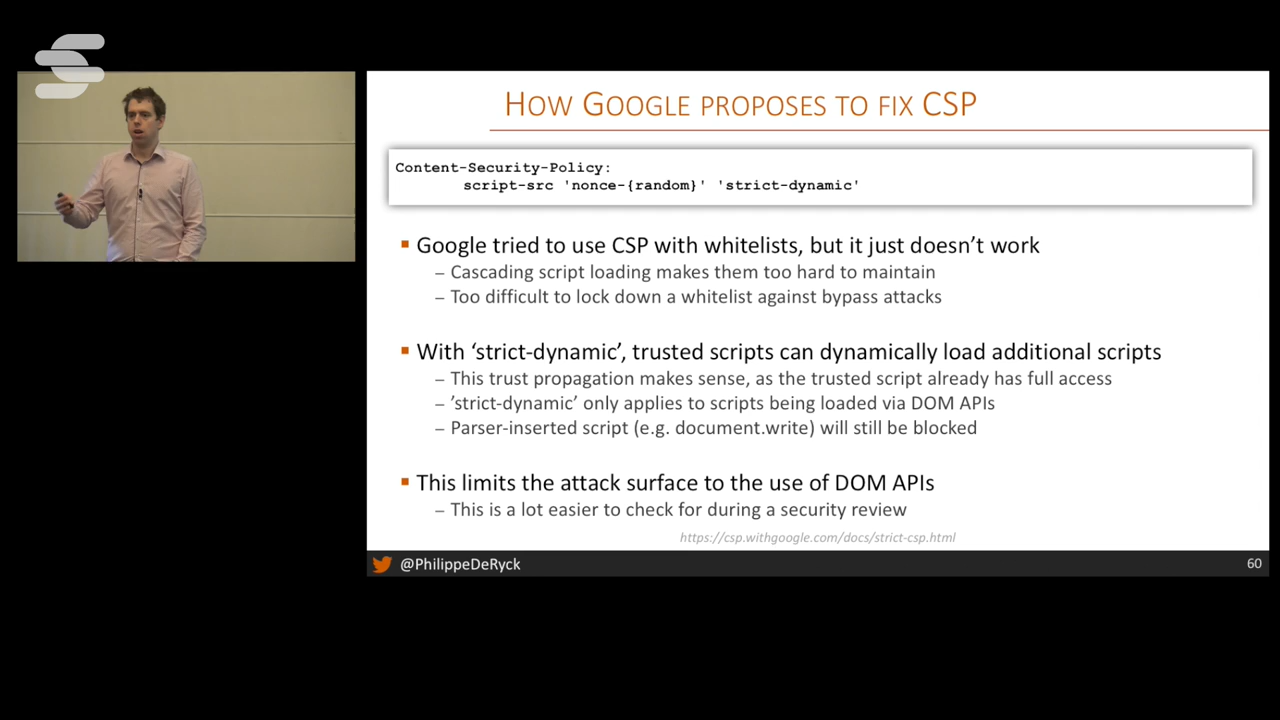 HOW GOOGLE PROPOSES TO FIX CSP
Content-Security-Policy:
script-src 'nonce-{random}' 'strict-dynamic'
▪ Google tried to use CSP with whitelists, but it just doesn’t work
– Cascading script loading makes them too hard to maintain
– Too difficult to lock down a whitelist against bypass attacks
▪ With ‘strict-dynamic’, trusted scripts can dynamically load additional scripts
– This trust propagation makes sense, as the trusted script already has full access
– ’strict-dynamic’ only applies to scripts being loaded via DOM APIs
– Parser-inserted script (e.g. document.write) will still be blocked
▪ This limits the attack surface to the use of DOM APIs
– This is a lot easier to check for during a security review
https://csp.withgoogle.com/docs/strict-csp.html
@PhilippeDeRyck
60